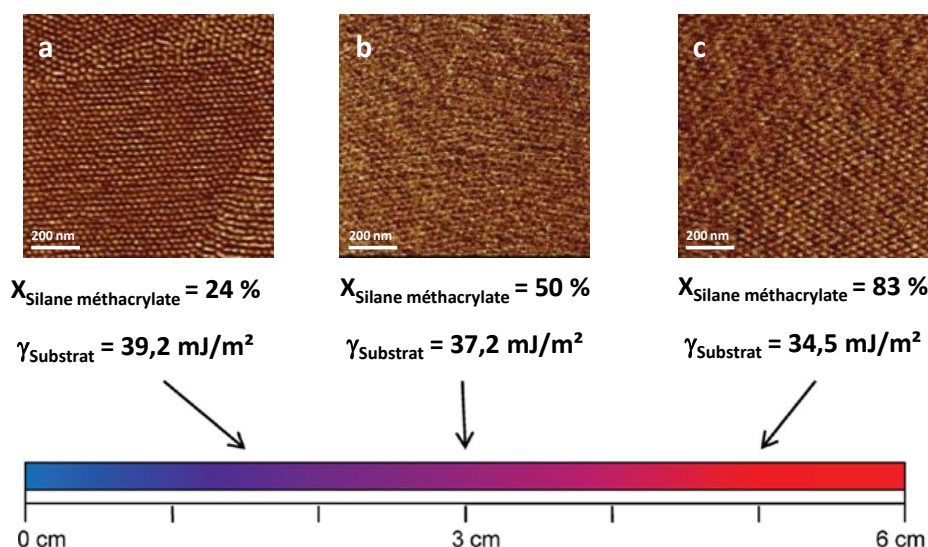 a
b
c
200 nm
200 nm
200 nm
XSilane méthacrylate = 24 %
XSilane méthacrylate = 50 %
XSilane méthacrylate = 83 %
γSubstrat = 39,2 mJ/m²
γSubstrat = 37,2 mJ/m²
γSubstrat = 34,5 mJ/m²
0 cm
3 cm
6 cm